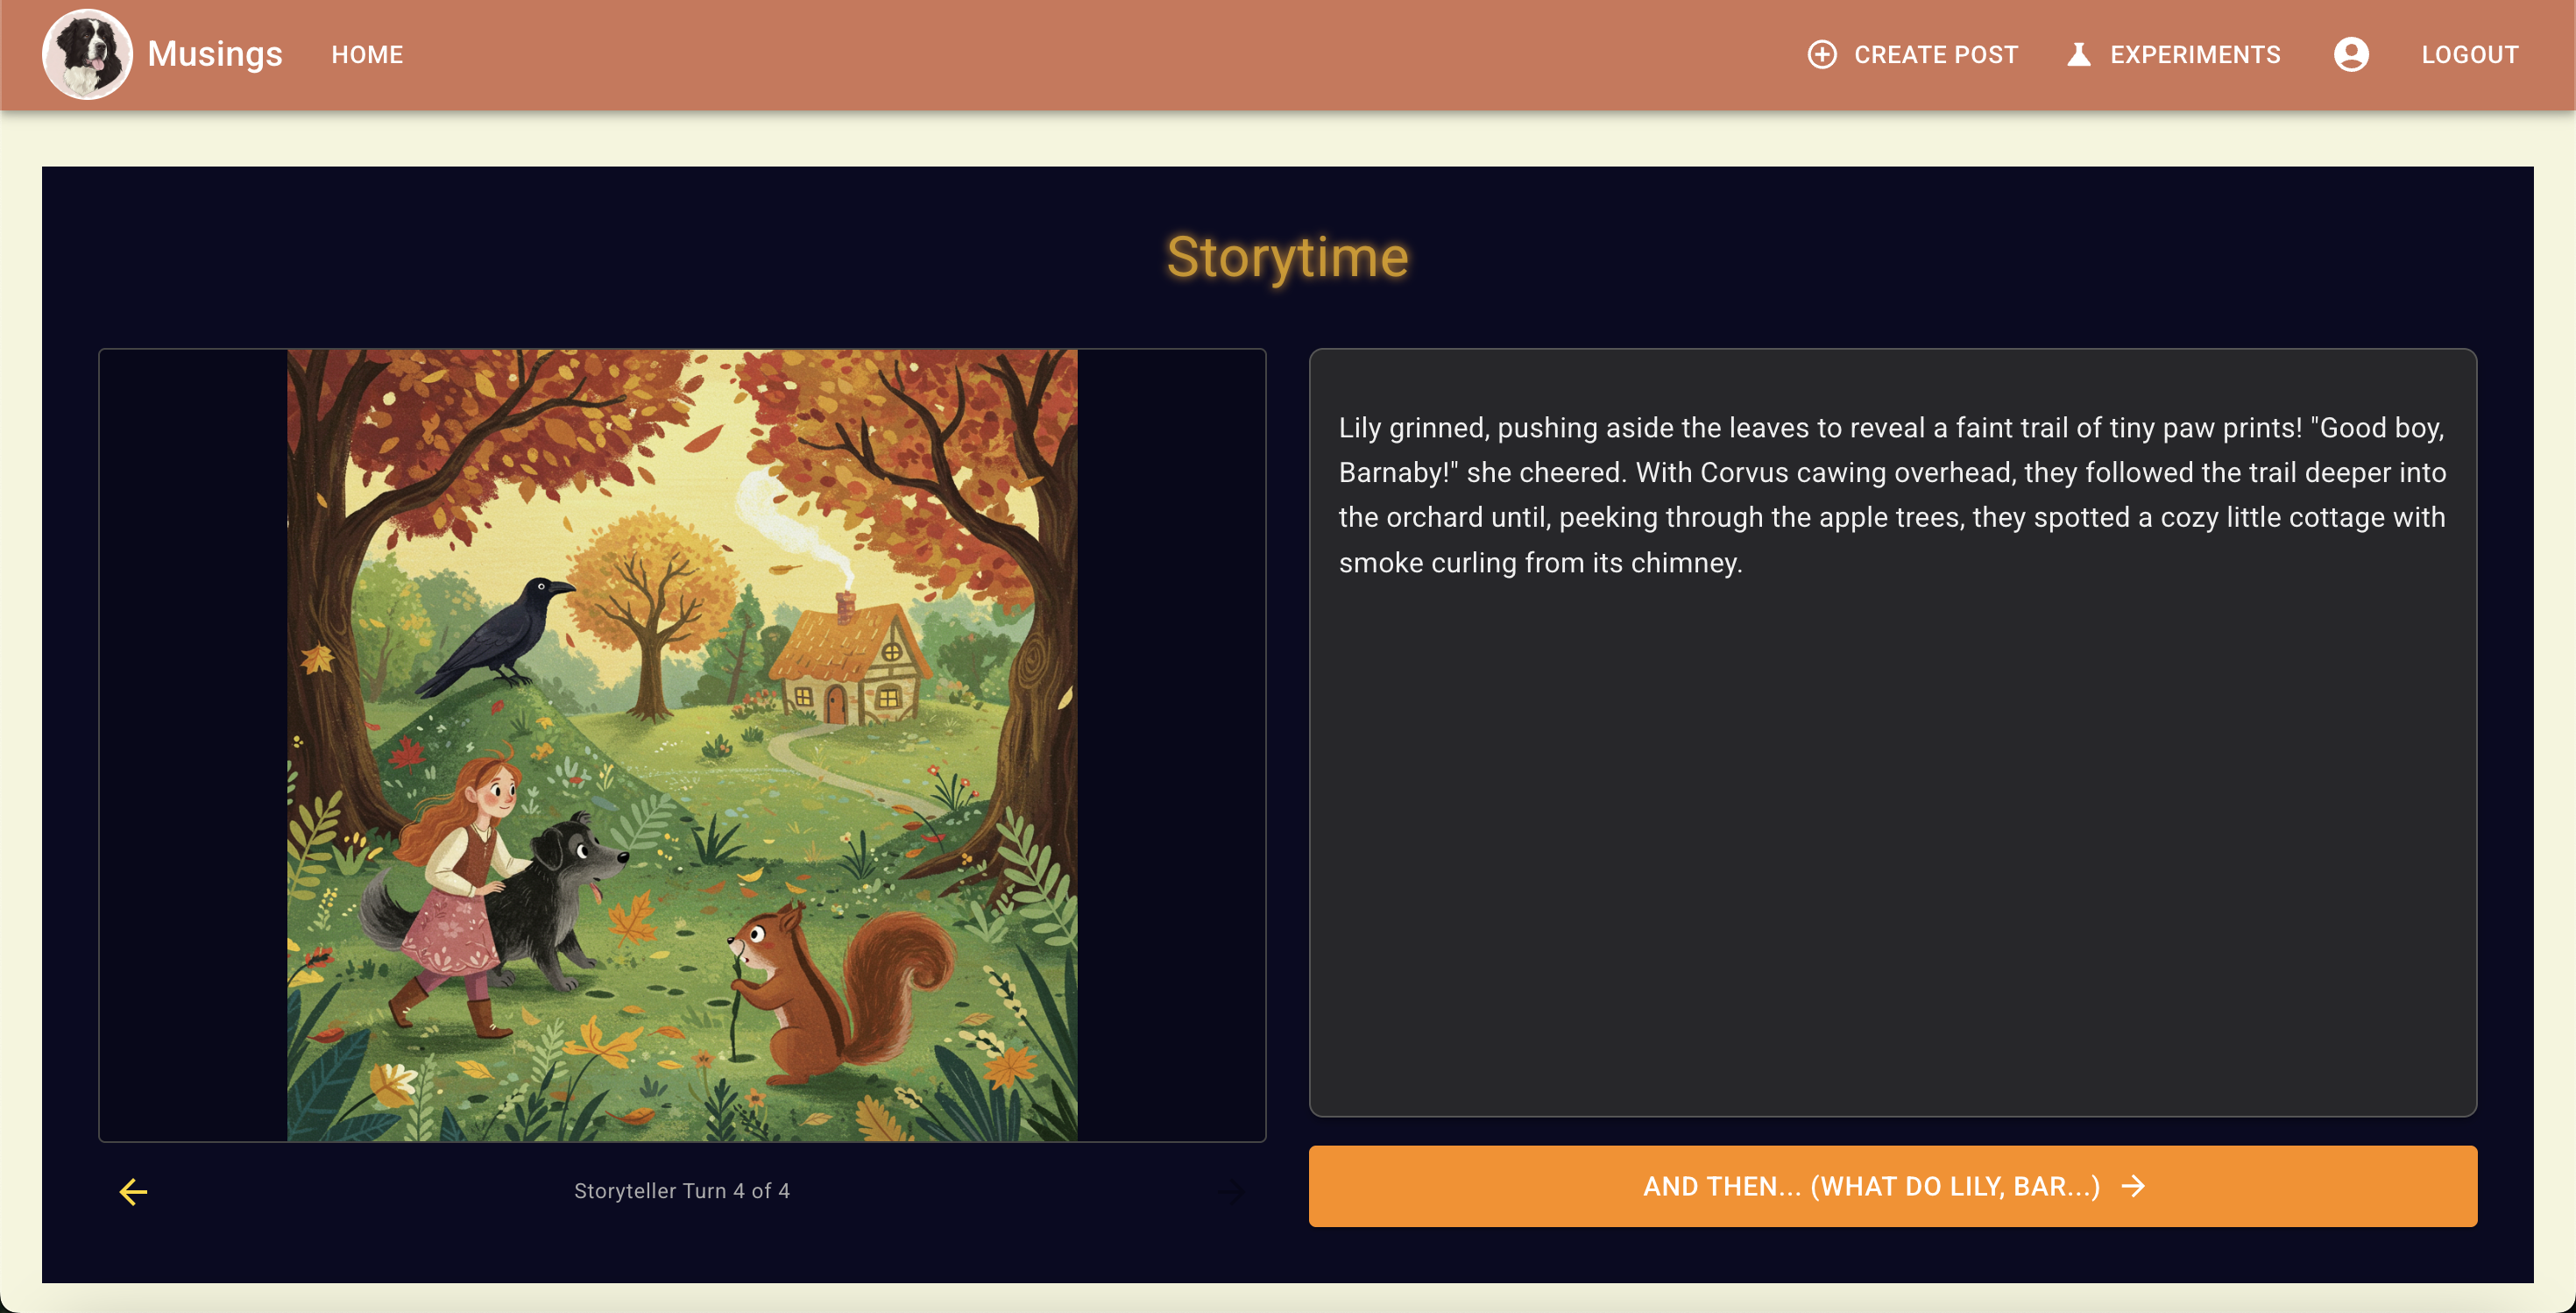 Musings
HOME
CREATE POST
EXPERIMENTS
LOGOUT
Storytime
Lily grinned, pushing aside the leaves to reveal a faint trail of tiny paw prints! "Good boy,
Barnaby!" she cheered. With Corvus cawing overhead, they followed the trail deeper into
the orchard until, peeking through the apple trees, they spotted a cozy little cottage with
smoke curling from its chimney.
Storyteller Turn 4 of 4
AND THEN... (WHAT DO LILY, BAR...)